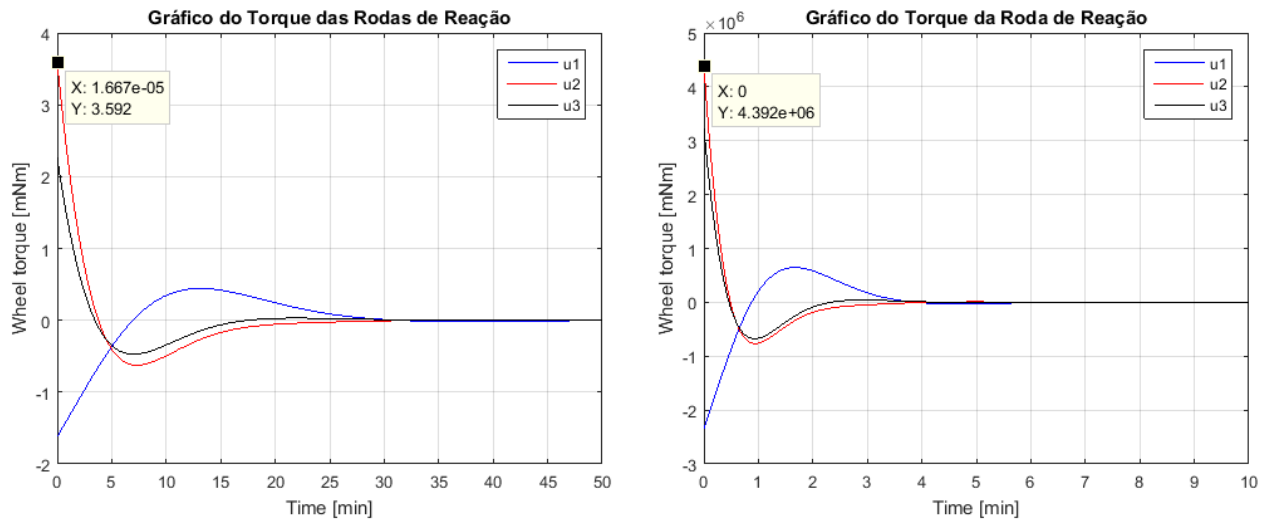 Gráfico do Torque das Rodas de Reação
4
3
2
1
0
-1
-2
Wheel torque [mNm]
X: 1.667e-05
Y: 3.592
u1
u2
u3
0 5 10 15 20 25 30 35 40 45 50
Time [min]
Gráfico do Torque da Roda de Reação
×10⁶
5
4
3
2
1
0
-1
-2
-3
Wheel torque [mNm]
X: 0
Y: 4.392e+06
u1
u2
u3
0 1 2 3 4 5 6 7 8 9 10
Time [min]